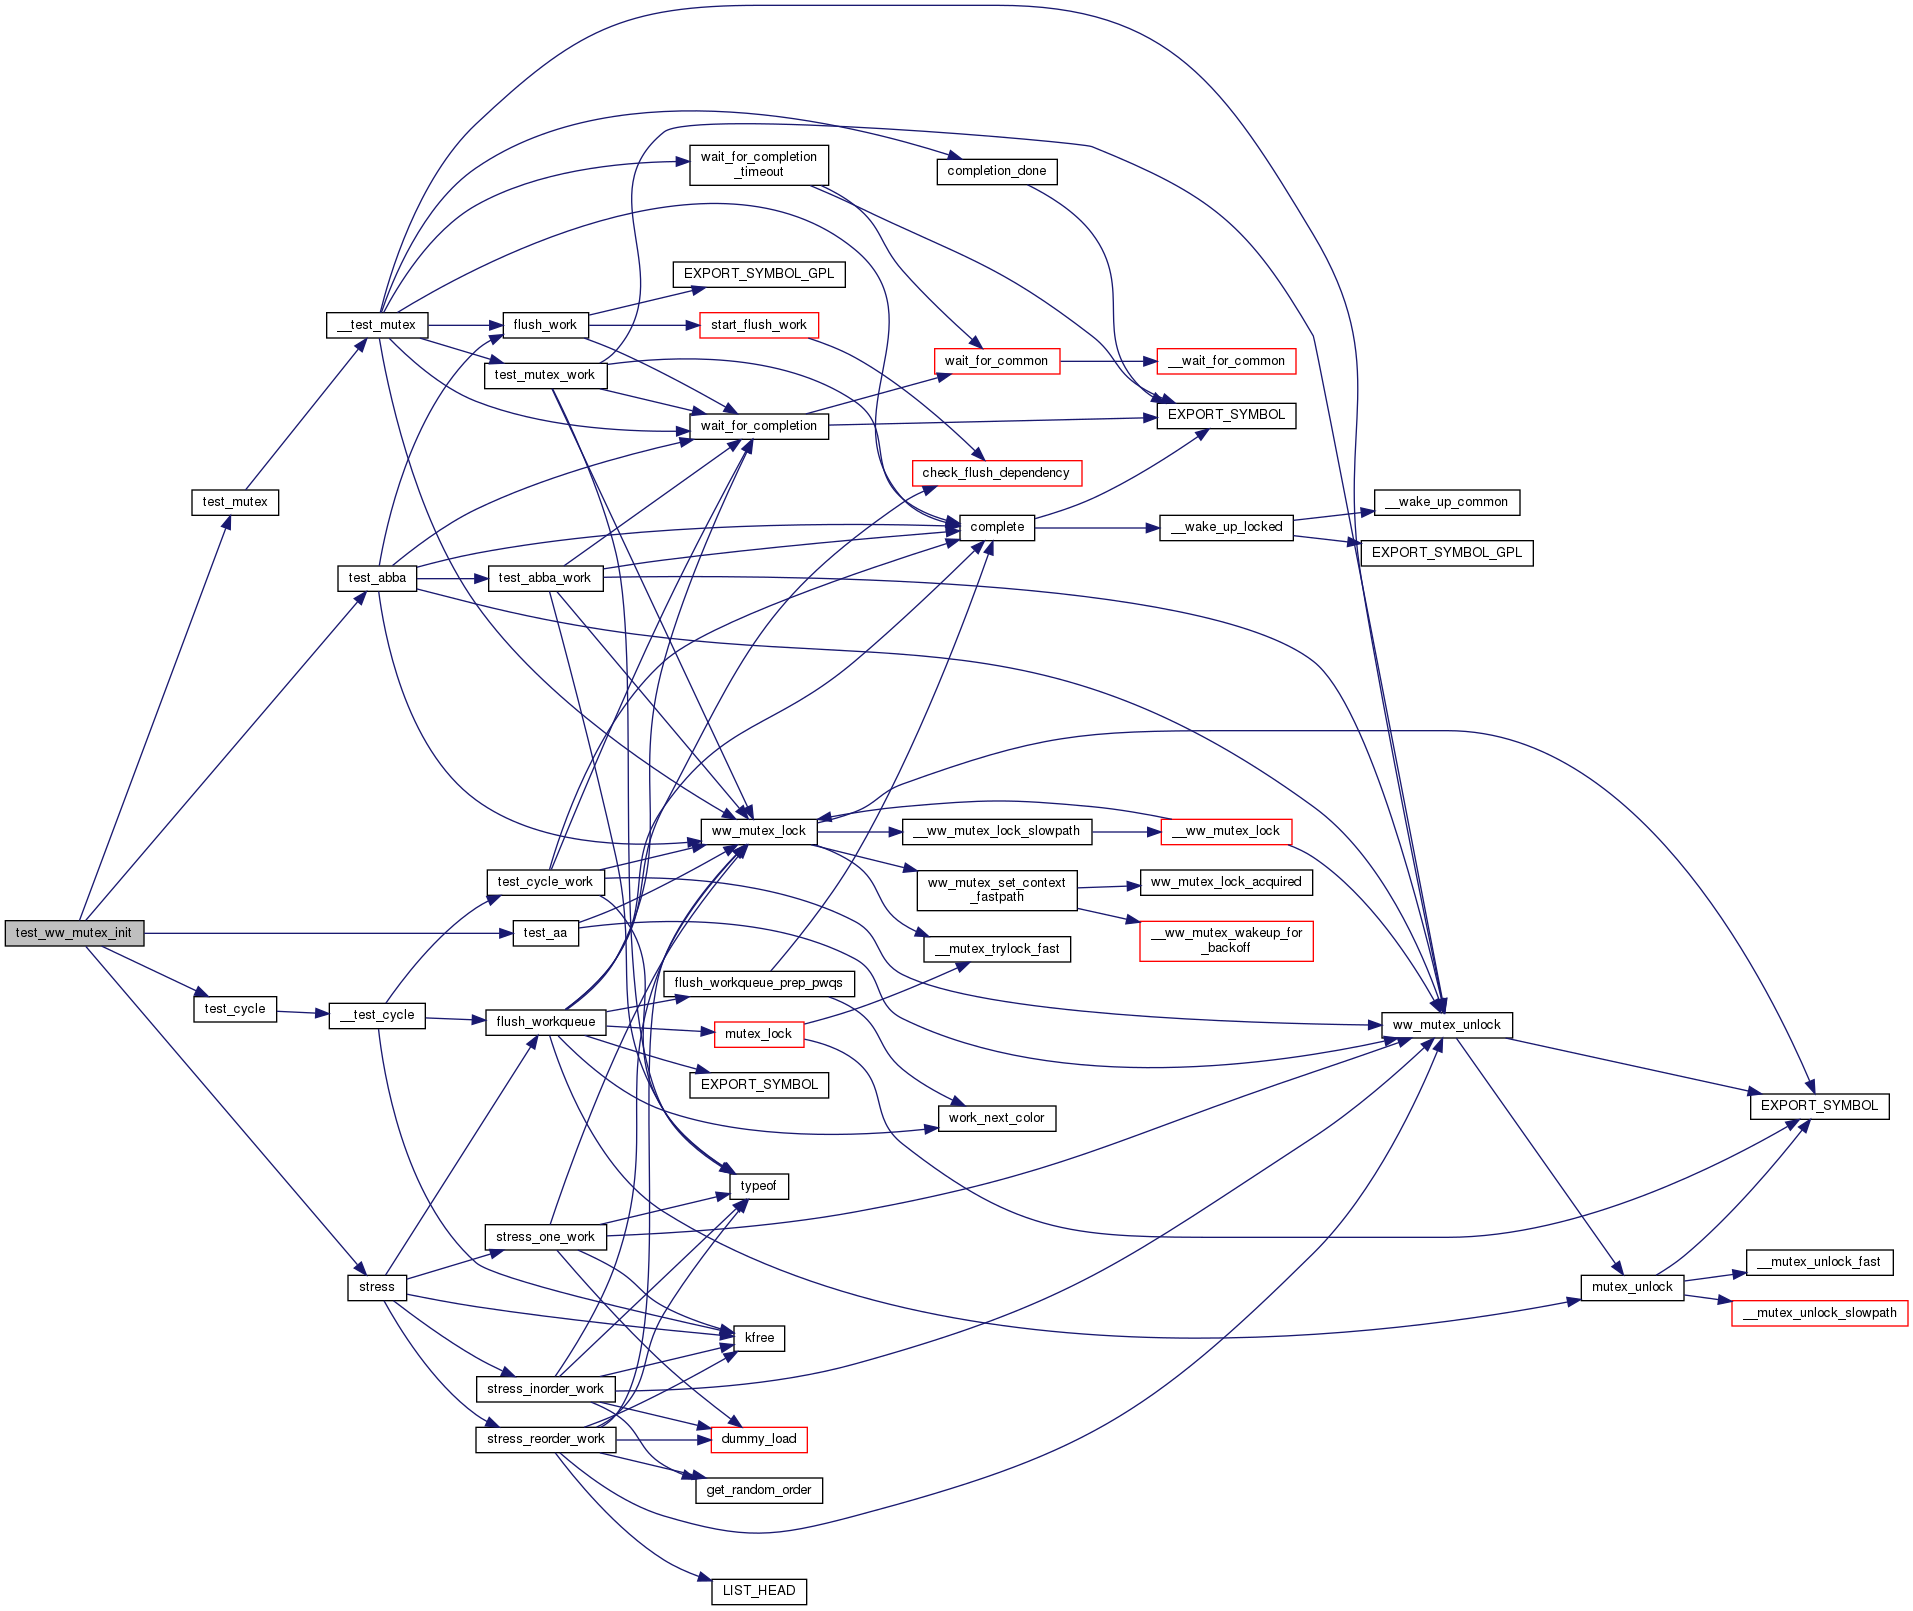 wait_for_completion
_timeout
completion_done
EXPORT_SYMBOL_GPL
__test_mutex
flush_work
start_flush_work
wait_for_common
__wait_for_common
test_mutex_work
EXPORT_SYMBOL
wait_for_completion
check_flush_dependency
test_mutex
__wake_up_common
complete
__wake_up_locked
EXPORT_SYMBOL_GPL
test_abba
test_abba_work
ww_mutex_lock
__ww_mutex_lock_slowpath
__ww_mutex_lock
test_cycle_work
ww_mutex_set_context
_fastpath
ww_mutex_lock_acquired
test_ww_mutex_init
test_aa
__ww_mutex_wakeup_for
_backoff
__mutex_trylock_fast
flush_workqueue_prep_pwqs
test_cycle
__test_cycle
flush_workqueue
mutex_lock
ww_mutex_unlock
EXPORT_SYMBOL
work_next_color
EXPORT_SYMBOL
typeof
stress_one_work
__mutex_unlock_fast
stress
mutex_unlock
__mutex_unlock_slowpath
kfree
stress_inorder_work
stress_reorder_work
dummy_load
get_random_order
LIST_HEAD